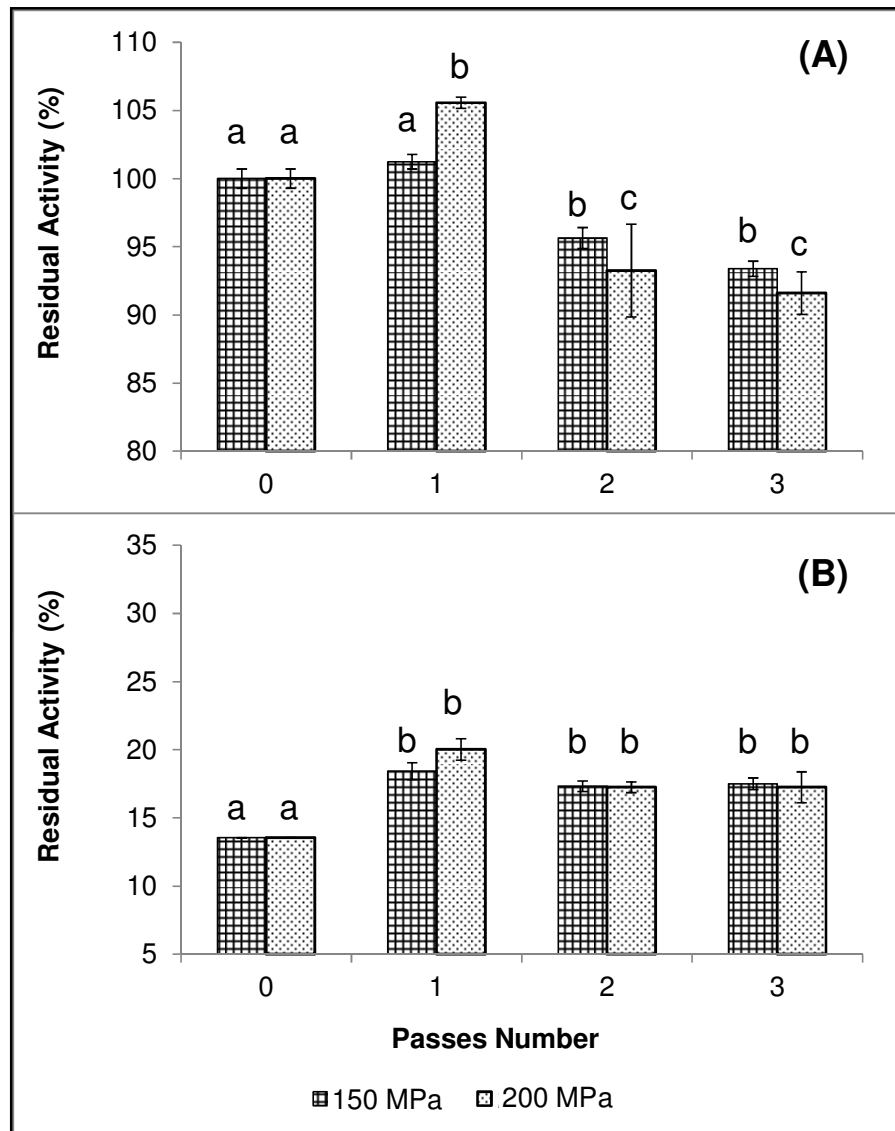 (A)
Residual Activity (%)
110
105
100
95
90
85
80
a a a b b c b c
0 1 2 3
(B)
Residual Activity (%)
35
30
25
20
15
10
5
a a b b b b b b
0 1 2 3
Passes Number
150 MPa 200 MPa